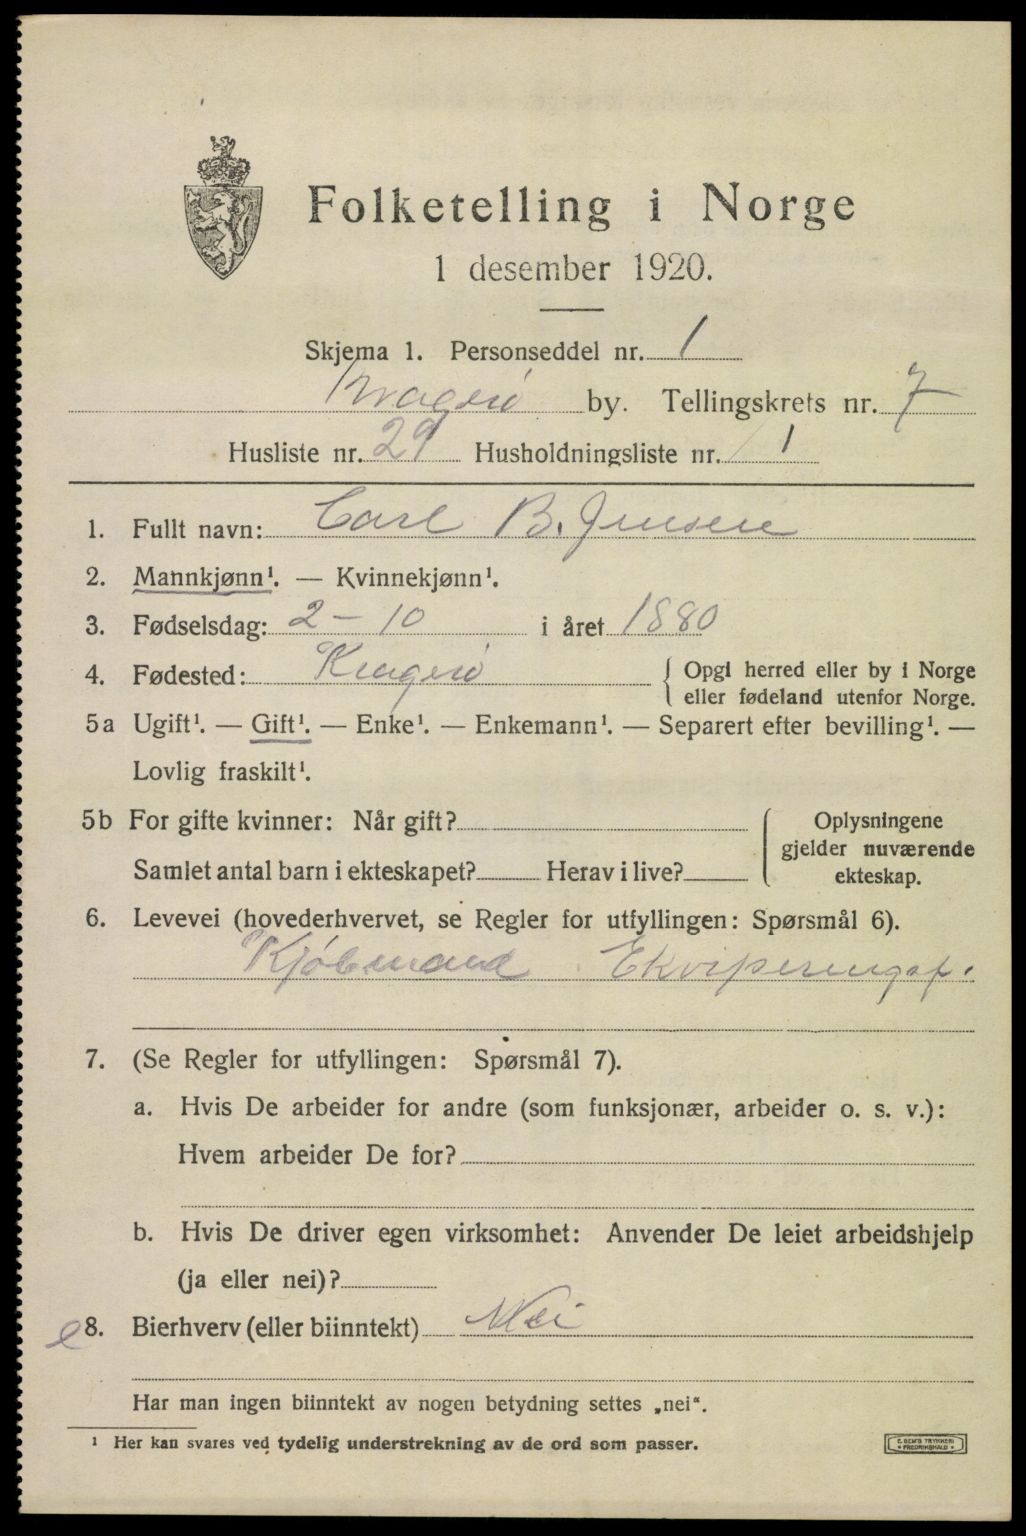 Folketelling i Norge
1 desember 1920.
Skjema 1. Personseddel nr. 1
Kragerø by. Tellingskrets nr. 7
Husliste nr. 29 Husholdningsliste nr. 1
1. Fullt navn: Carl B. Jensen
2. Mannkjønn¹. — Kvinnekjønn¹.
3. Fødselsdag: 2 – 10 i året 1880
4. Fødested: Kragerø { Opgi herred eller by i Norge
eller fødeland utenfor Norge.
5a Ugift¹. — Gift¹. — Enke¹. — Enkemann¹. — Separert efter bevilling¹. —
Lovlig fraskilt¹.
5b For gifte kvinner: Når gift? { Oplysningene
gjelder nuværende
Samlet antal barn i ekteskapet? Herav i live?
ekteskap.
6. Levevei (hovederhvervet, se Regler for utfyllingen: Spørsmål 6).
Kjøbmand Ekviperingsf.
7. (Se Regler for utfyllingen: Spørsmål 7).
a. Hvis De arbeider for andre (som funksjonær, arbeider o. s. v.):
Hvem arbeider De for?
b. Hvis De driver egen virksomhet: Anvender De leiet arbeidshjelp
(ja eller nei)?
e 8. Bierhverv (eller biinntekt) Nei
Har man ingen biinntekt av nogen betydning settes „nei“.
¹ Her kan svares ved tydelig understrekning av de ord som passer.
E. SEM'S TRYKKERI
• FREDRIKSHALD •